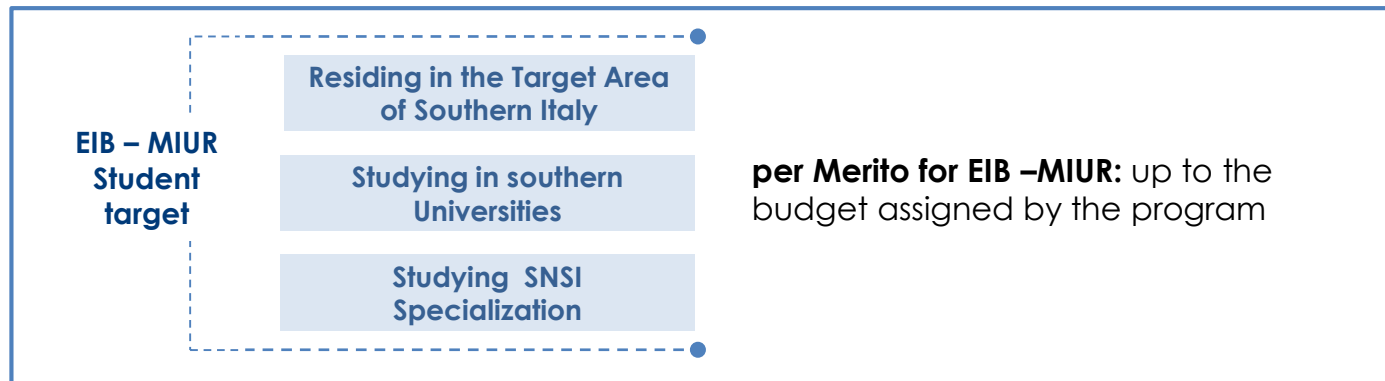 EIB – MIUR
Student
target
Residing in the Target Area
of Southern Italy
Studying in southern
Universities
Studying SNSI
Specialization
per Merito for EIB –MIUR: up to the
budget assigned by the program